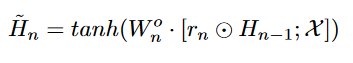 H̃ₙ = tanh(Wₙᵒ · [rₙ ⊙ Hₙ₋₁; 𝒳])